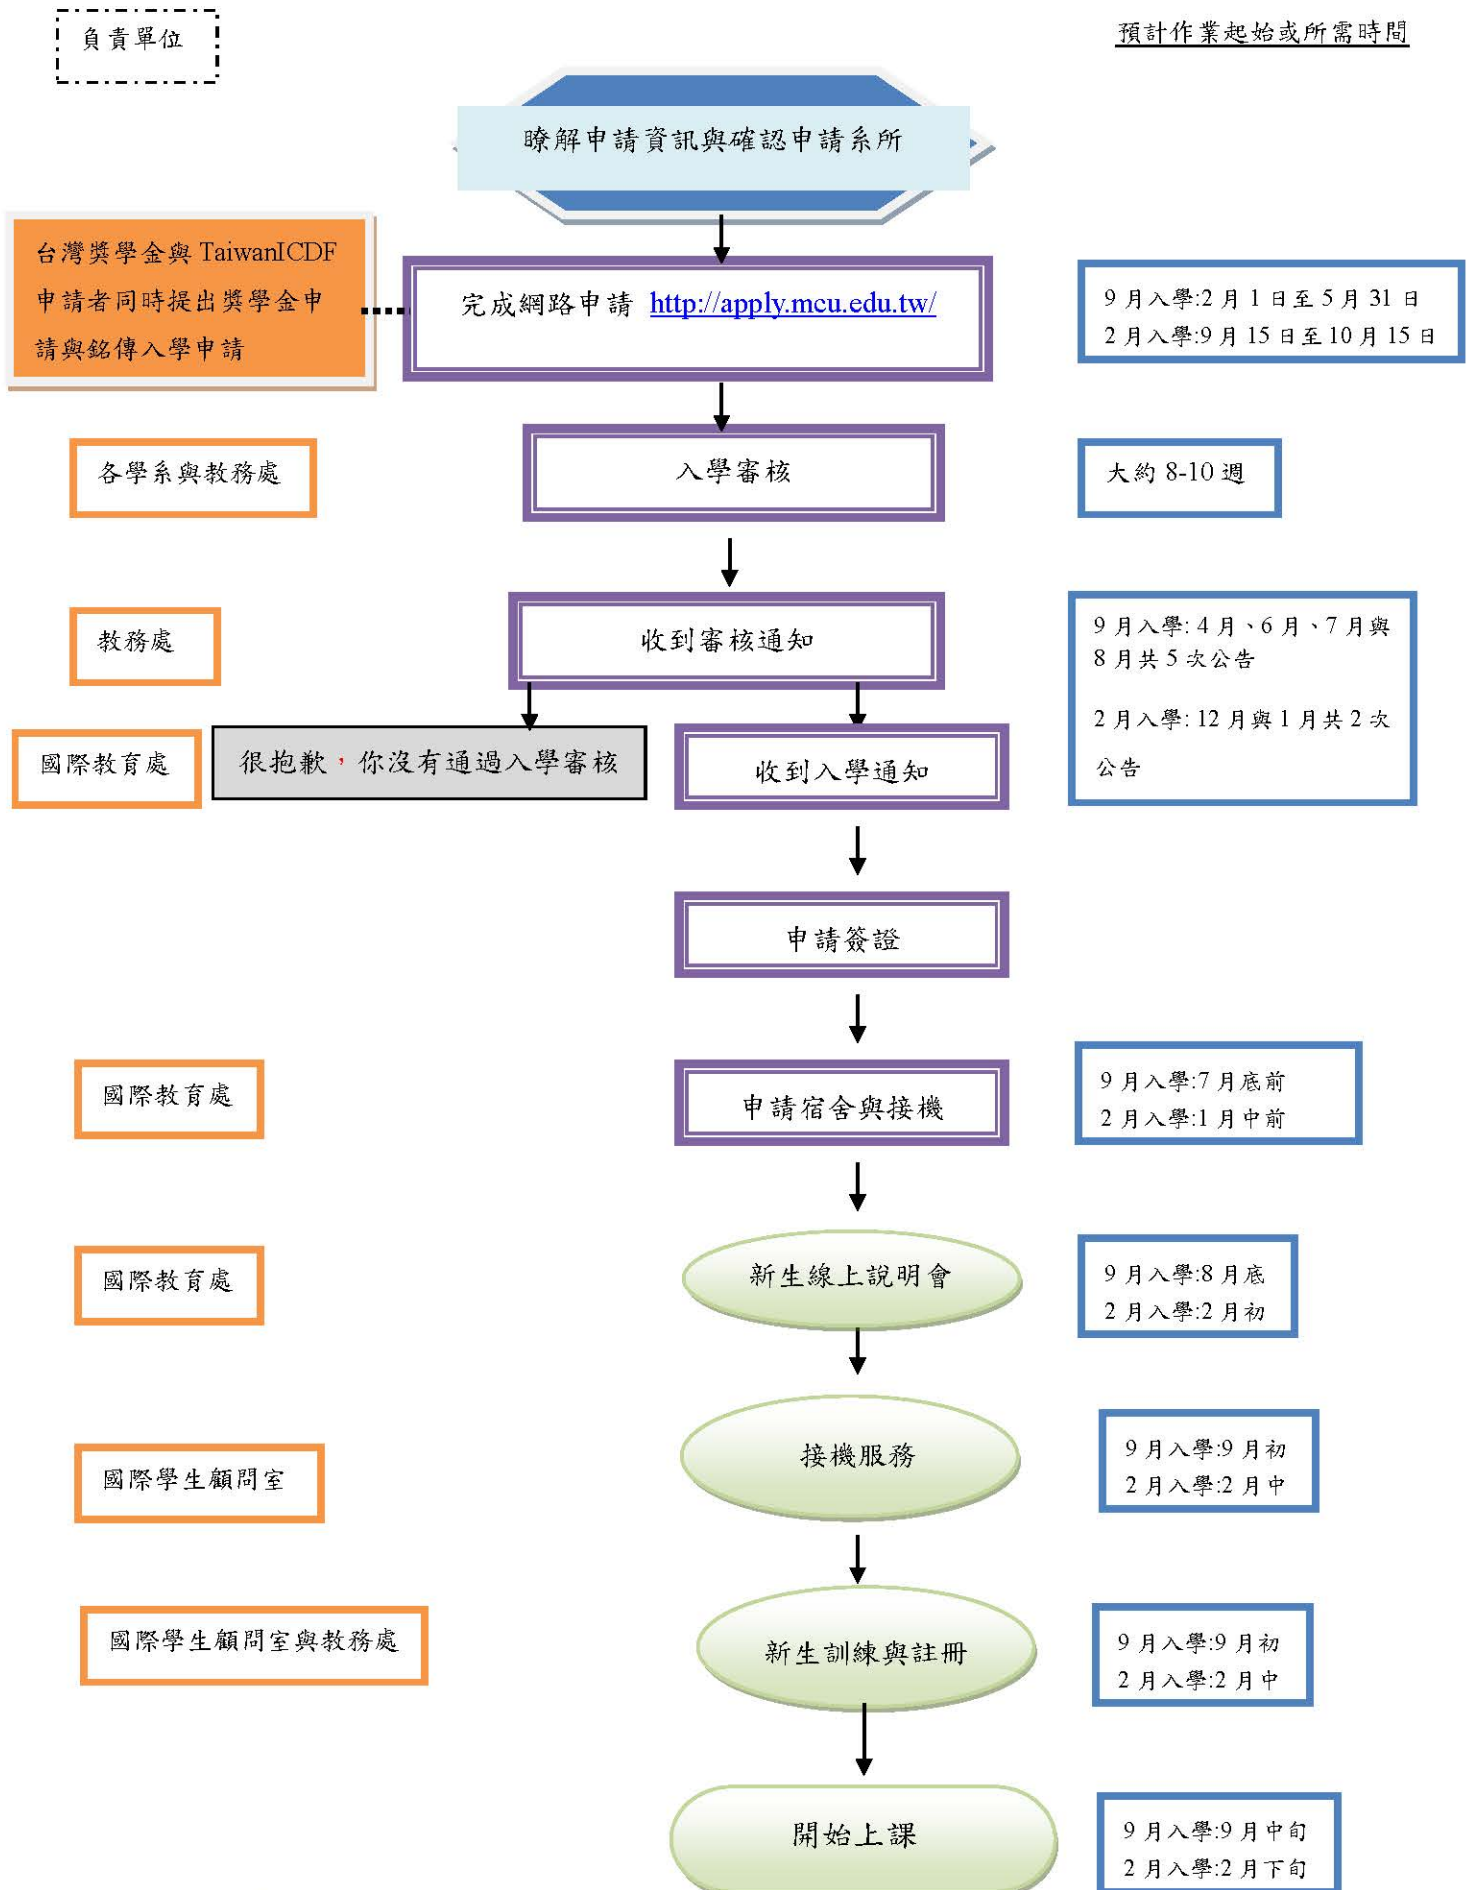 負責單位
預計作業起始或所需時間
瞭解申請資訊與確認申請系所
台灣獎學金與 TaiwanICDF
申請者同時提出獎學金申
請與銘傳入學申請
完成網路申請 http://apply.mcu.edu.tw/
9 月入學:2 月 1 日至 5 月 31 日
2 月入學:9 月 15 日至 10 月 15 日
各學系與教務處
入學審核
大約 8-10 週
教務處
收到審核通知
9 月入學: 4 月、6 月、7 月與
8 月共 5 次公告
2 月入學: 12 月與 1 月共 2 次
公告
國際教育處
很抱歉，你沒有通過入學審核
收到入學通知
申請簽證
國際教育處
申請宿舍與接機
9 月入學:7 月底前
2 月入學:1 月中前
國際教育處
新生線上說明會
9 月入學:8 月底
2 月入學:2 月初
國際學生顧問室
接機服務
9 月入學:9 月初
2 月入學:2 月中
國際學生顧問室與教務處
新生訓練與註冊
9 月入學:9 月初
2 月入學:2 月中
開始上課
9 月入學:9 月中旬
2 月入學:2 月下旬